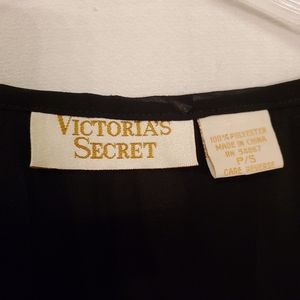 VICTORIA'S
SECRET
100% POLYESTER
MADE IN CHINA
RN 54867
P/S
CARE REVERSE